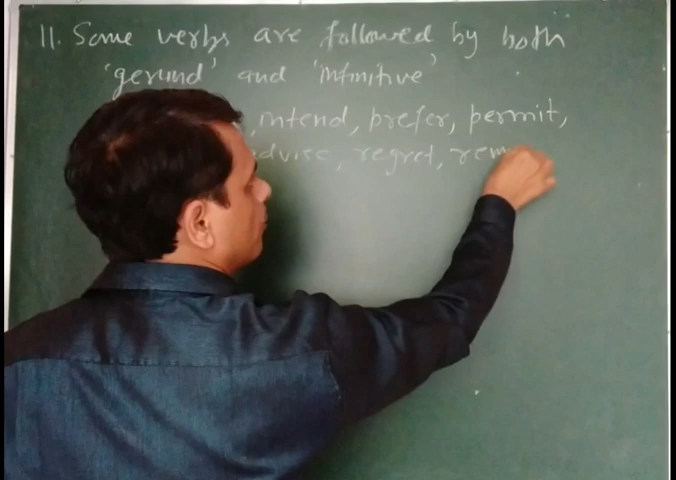 11. Some verbs are followed by both
'gerund' and 'infinitive'
, intend, prefer, permit,
advise, regret, rem